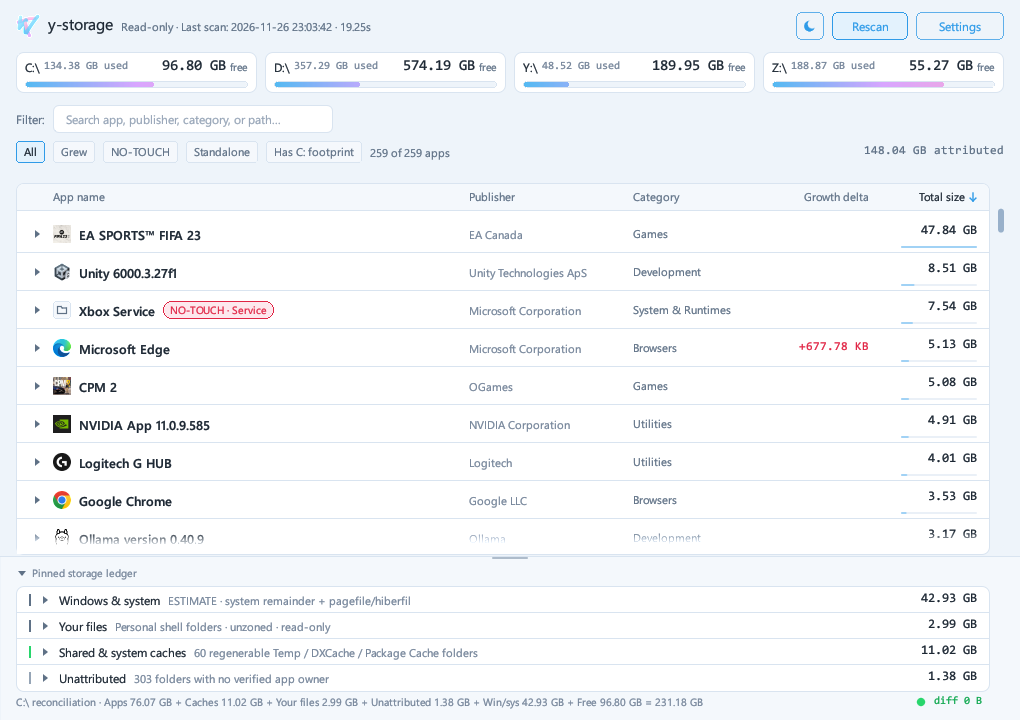 y-storage Read-only · Last scan: 2026-11-26 23:03:42 · 19.25s Rescan Settings
C:\ 134.38 GB used 96.80 GB free D:\ 357.29 GB used 574.19 GB free Y:\ 48.52 GB used 189.95 GB free Z:\ 188.87 GB used 55.27 GB free
Filter: Search app, publisher, category, or path...
All Grew NO-TOUCH Standalone Has C: footprint 259 of 259 apps 148.04 GB attributed
App name Publisher Category Growth delta Total size ↓
EA SPORTS™ FIFA 23 EA Canada Games 47.84 GB
Unity 6000.3.27f1 Unity Technologies ApS Development 8.51 GB
Xbox Service NO-TOUCH · Service Microsoft Corporation System & Runtimes 7.54 GB
Microsoft Edge Microsoft Corporation Browsers +677.78 KB 5.13 GB
CPM 2 OGames Games 5.08 GB
NVIDIA App 11.0.9.585 NVIDIA Corporation Utilities 4.91 GB
Logitech G HUB Logitech Utilities 4.01 GB
Google Chrome Google LLC Browsers 3.53 GB
Ollama version 0.40.9 Ollama Development 3.17 GB
Pinned storage ledger
Windows & system ESTIMATE · system remainder + pagefile/hiberfil 42.93 GB
Your files Personal shell folders · unzoned · read-only 2.99 GB
Shared & system caches 60 regenerable Temp / DXCache / Package Cache folders 11.02 GB
Unattributed 303 folders with no verified app owner 1.38 GB
C:\ reconciliation · Apps 76.07 GB + Caches 11.02 GB + Your files 2.99 GB + Unattributed 1.38 GB + Win/sys 42.93 GB + Free 96.80 GB = 231.18 GB diff 0 B